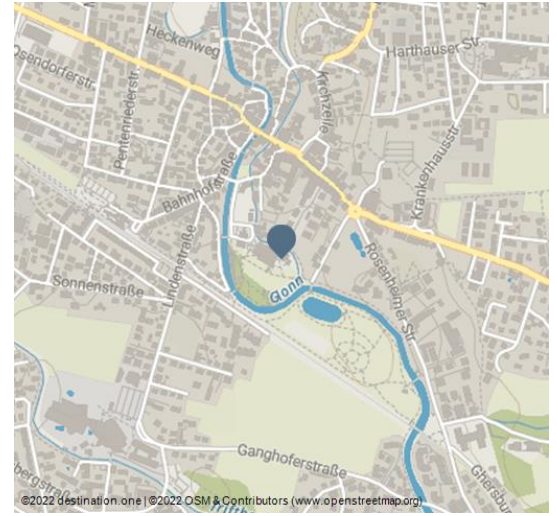 Heckenweg
Harthauser Str
Osendorferstr.
Pentenriederstr.
Kirchzeile
Krankenhausstr
Bahnhofstraße
Lindenstraße
Rosenheimer Str
Sonnenstraße
Glonn
Ganghoferstraße
Ghersburg
©2022 destination.one | ©2022 OSM & Contributors (www.openstreetmap.org)